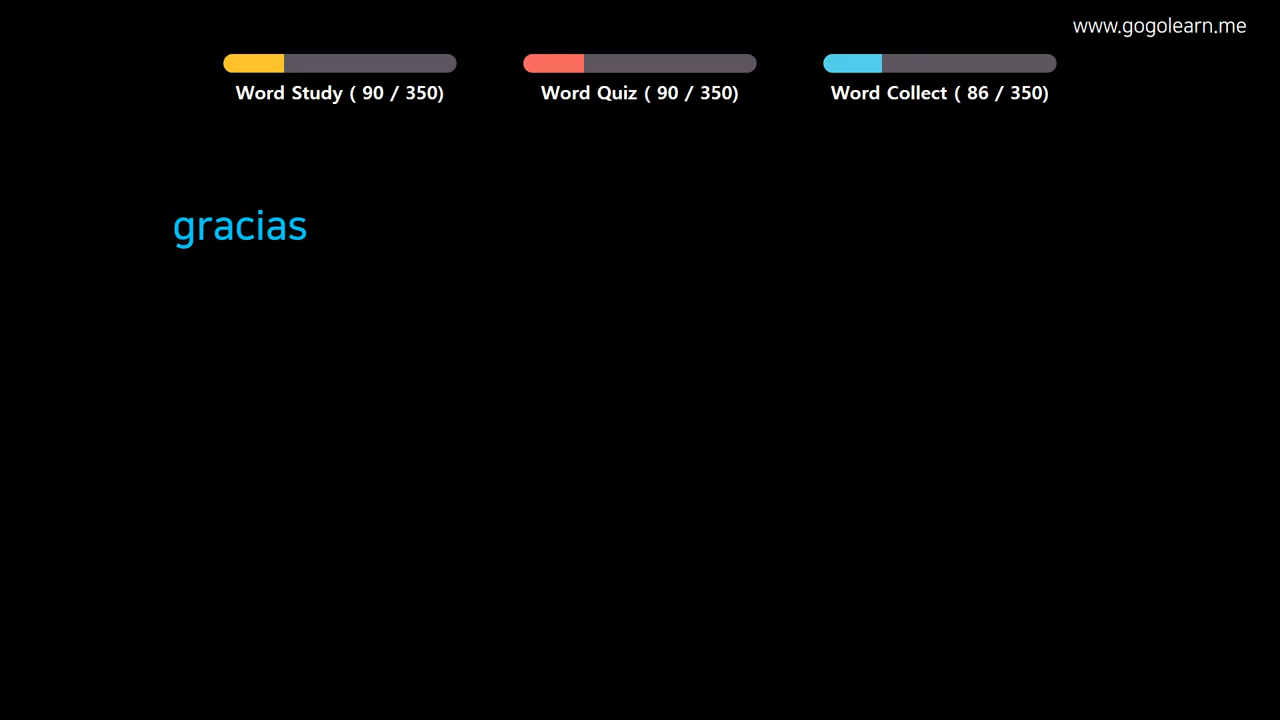 www.gogolearn.me
Word Study ( 90 / 350)
Word Quiz ( 90 / 350)
Word Collect ( 86 / 350)
gracias